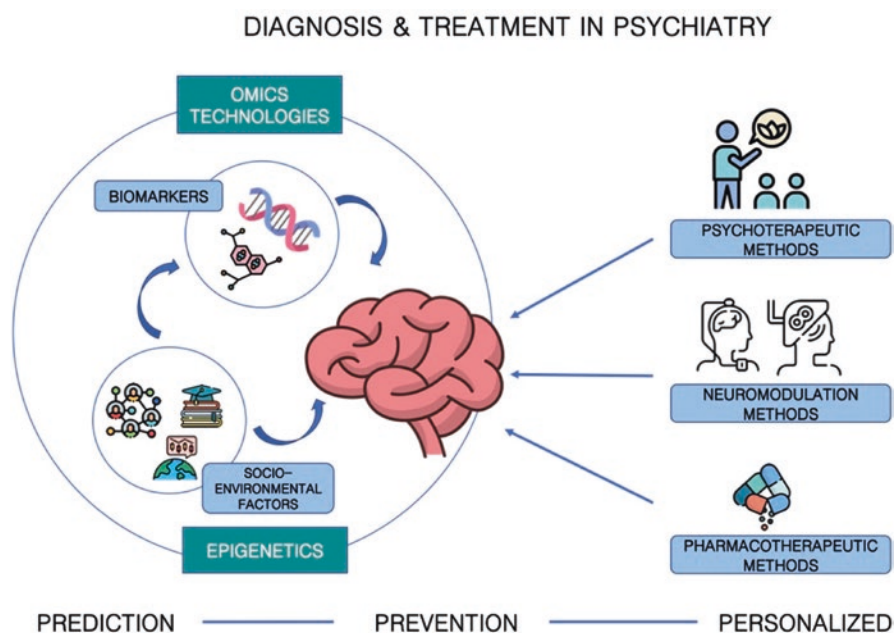 DIAGNOSIS & TREATMENT IN PSYCHIATRY
OMICS
TECHNOLOGIES
BIOMARKERS
SOCIO-
ENVIRONMENTAL
FACTORS
EPIGENETICS
PSYCHOTERAPEUTIC
METHODS
NEUROMODULATION
METHODS
PHARMACOTHERAPEUTIC
METHODS
PREDICTION
PREVENTION
PERSONALIZED